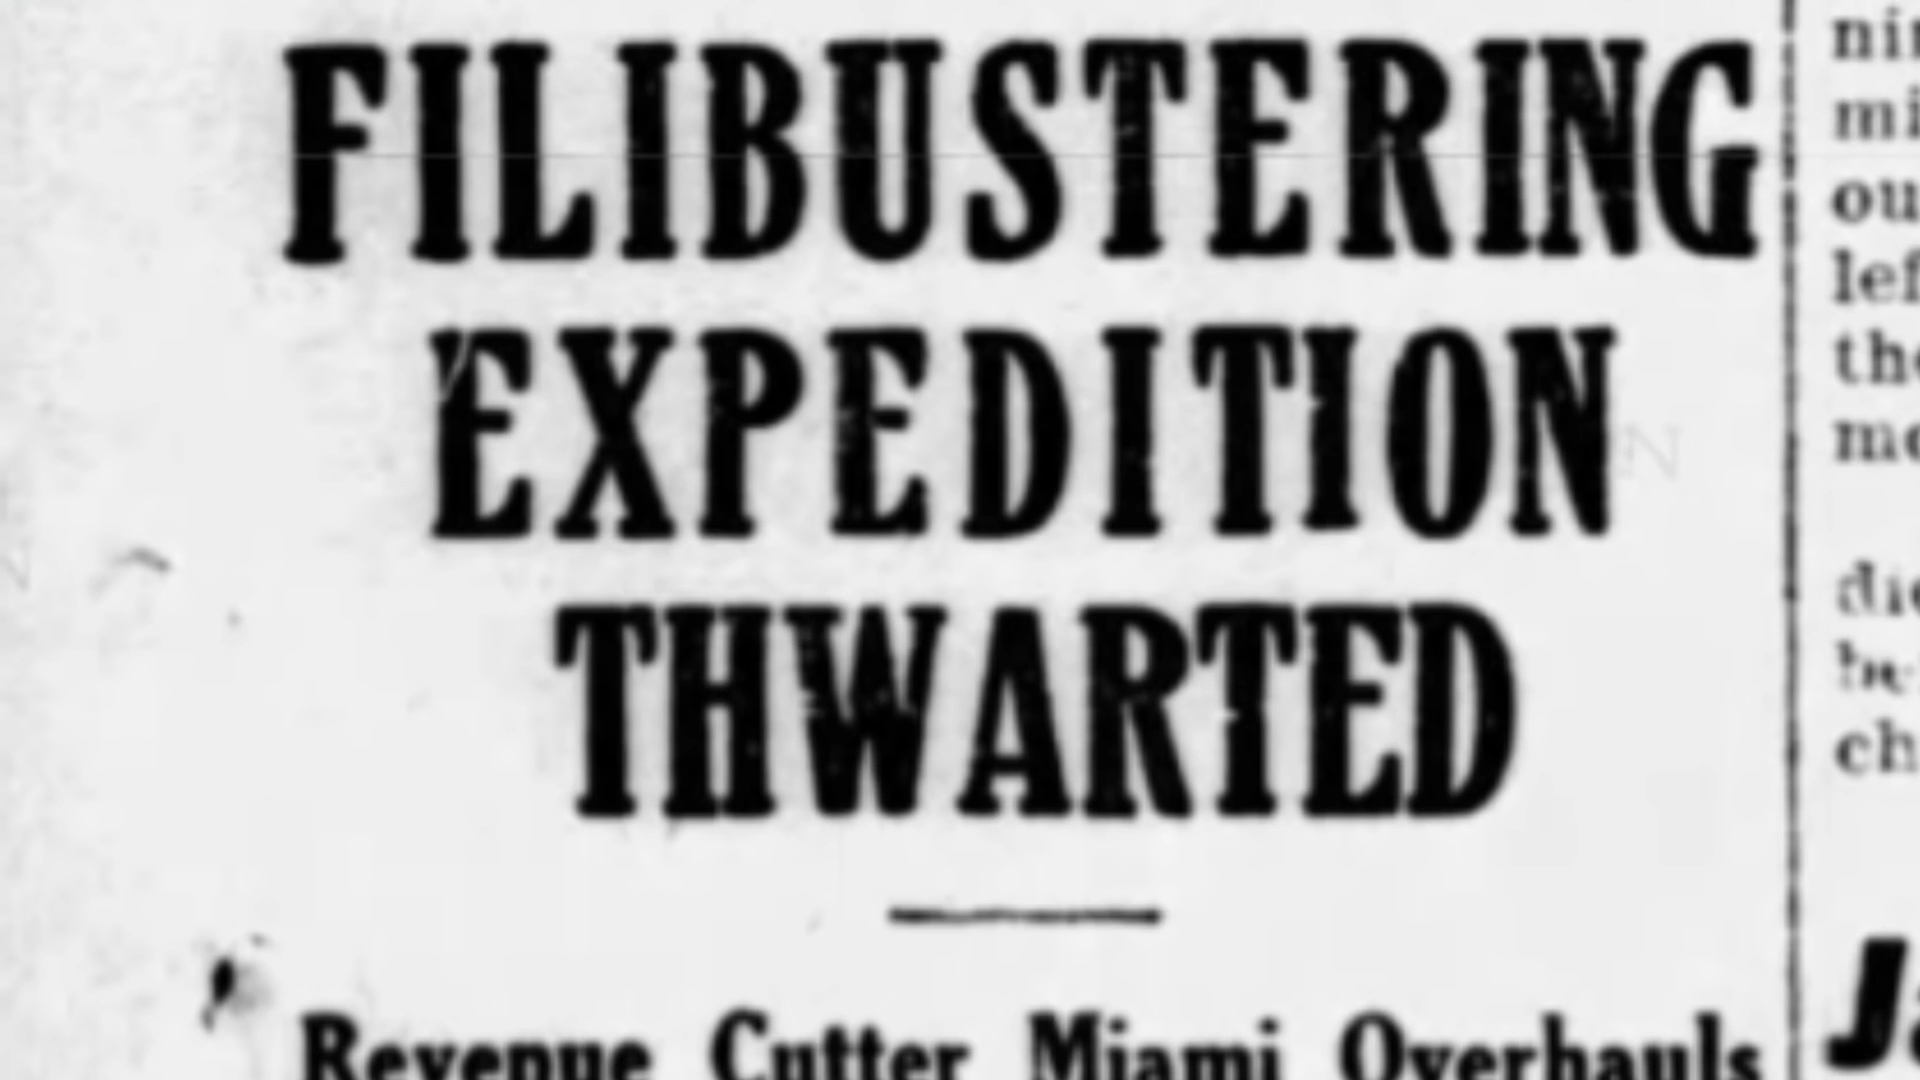 FILIBUSTERING
EXPEDITION
THWARTED
Revenue Cutter Miami Overhauls